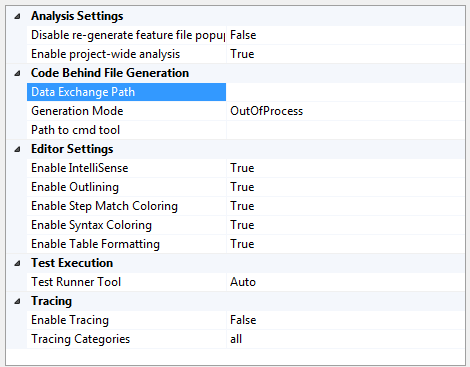 Analysis Settings
Disable re-generate feature file popup False
Enable project-wide analysis True
Code Behind File Generation
Data Exchange Path
Generation Mode OutOfProcess
Path to cmd tool
Editor Settings
Enable IntelliSense True
Enable Outlining True
Enable Step Match Coloring True
Enable Syntax Coloring True
Enable Table Formatting True
Test Execution
Test Runner Tool Auto
Tracing
Enable Tracing False
Tracing Categories all